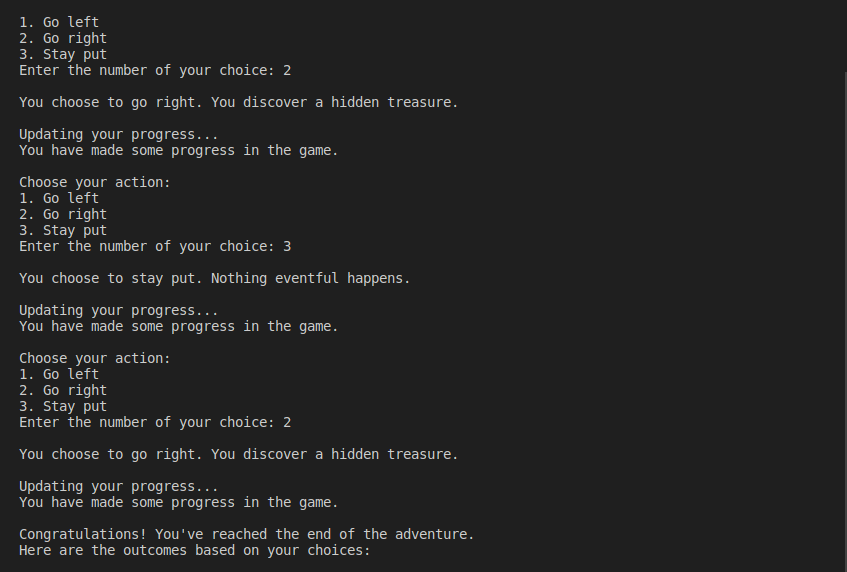 1. Go left
2. Go right
3. Stay put
Enter the number of your choice: 2
You choose to go right. You discover a hidden treasure.
Updating your progress...
You have made some progress in the game.
Choose your action:
1. Go left
2. Go right
3. Stay put
Enter the number of your choice: 3
You choose to stay put. Nothing eventful happens.
Updating your progress...
You have made some progress in the game.
Choose your action:
1. Go left
2. Go right
3. Stay put
Enter the number of your choice: 2
You choose to go right. You discover a hidden treasure.
Updating your progress...
You have made some progress in the game.
Congratulations! You've reached the end of the adventure.
Here are the outcomes based on your choices: